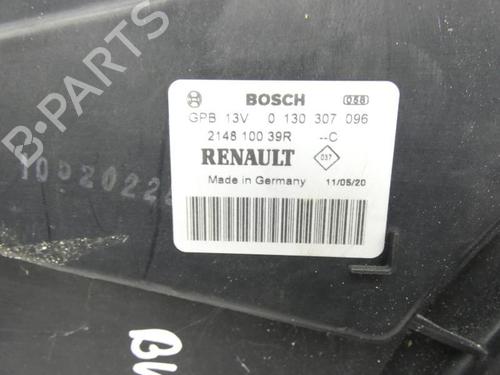 B-PARTS
BOSCH 058
GPB 13V 0 130 307 096
2148 100 39R --C
RENAULT 037
Made in Germany 11/05/20